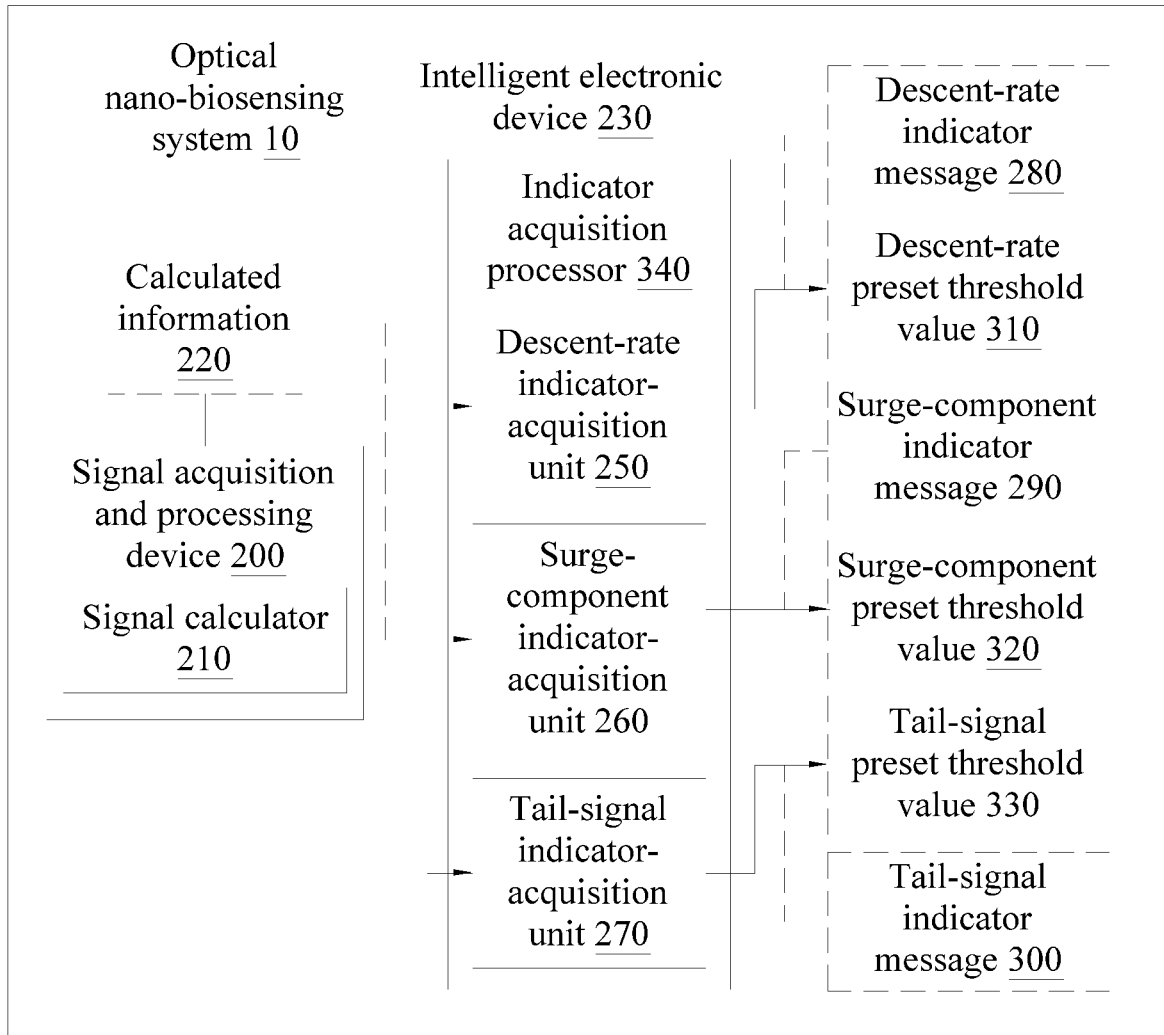 Optical
nano-biosensing
system 10
Calculated
information
220
Signal acquisition
and processing
device 200
Signal calculator
210
Intelligent electronic
device 230
Indicator
acquisition
processor 340
Descent-rate
indicator-
acquisition
unit 250
Surge-
component
indicator-
acquisition
unit 260
Tail-signal
indicator-
acquisition
unit 270
Descent-rate
indicator
message 280
Descent-rate
preset threshold
value 310
Surge-component
indicator
message 290
Surge-component
preset threshold
value 320
Tail-signal
preset threshold
value 330
Tail-signal
indicator
message 300